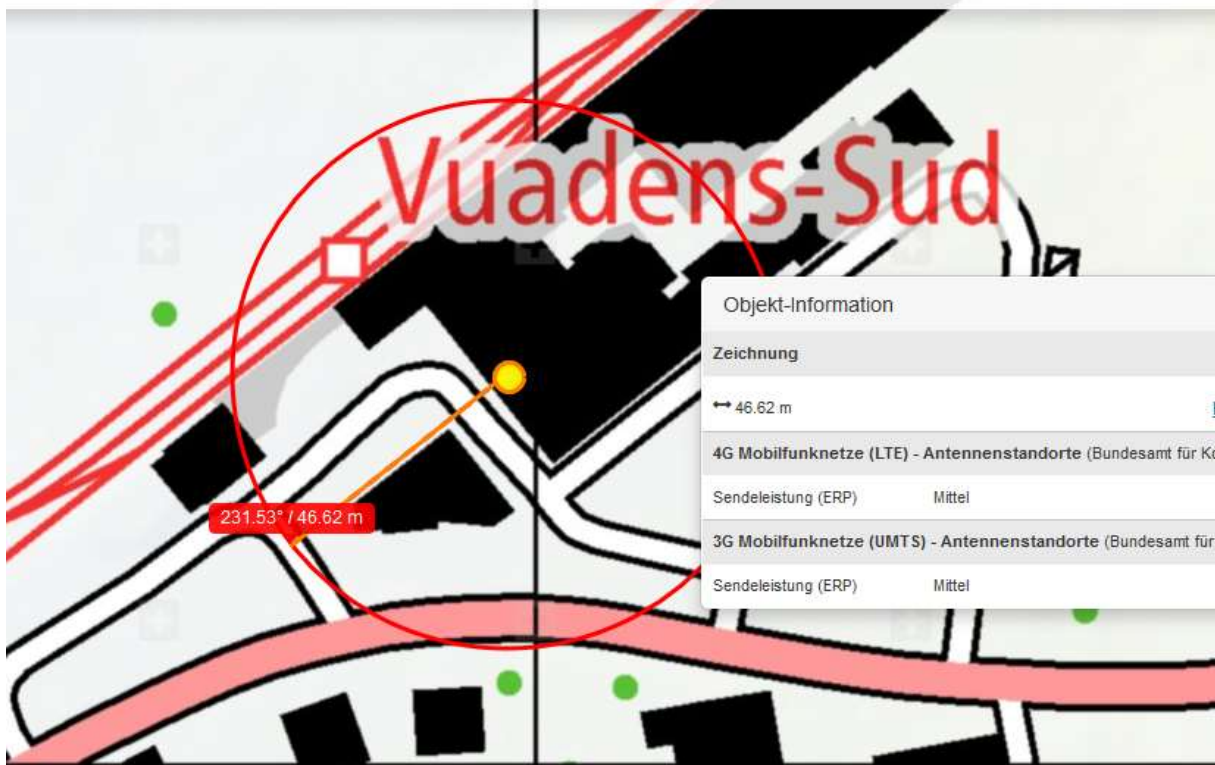 Vuadens-Sud
Objekt-Information
Zeichnung
46.62 m
4G Mobilfunknetze (LTE) - Antennenstandorte (Bundesamt für Ko
Sendeleistung (ERP) Mittel
231.53° / 46.62 m
3G Mobilfunknetze (UMTS) - Antennenstandorte (Bundesamt für
Sendeleistung (ERP) Mittel